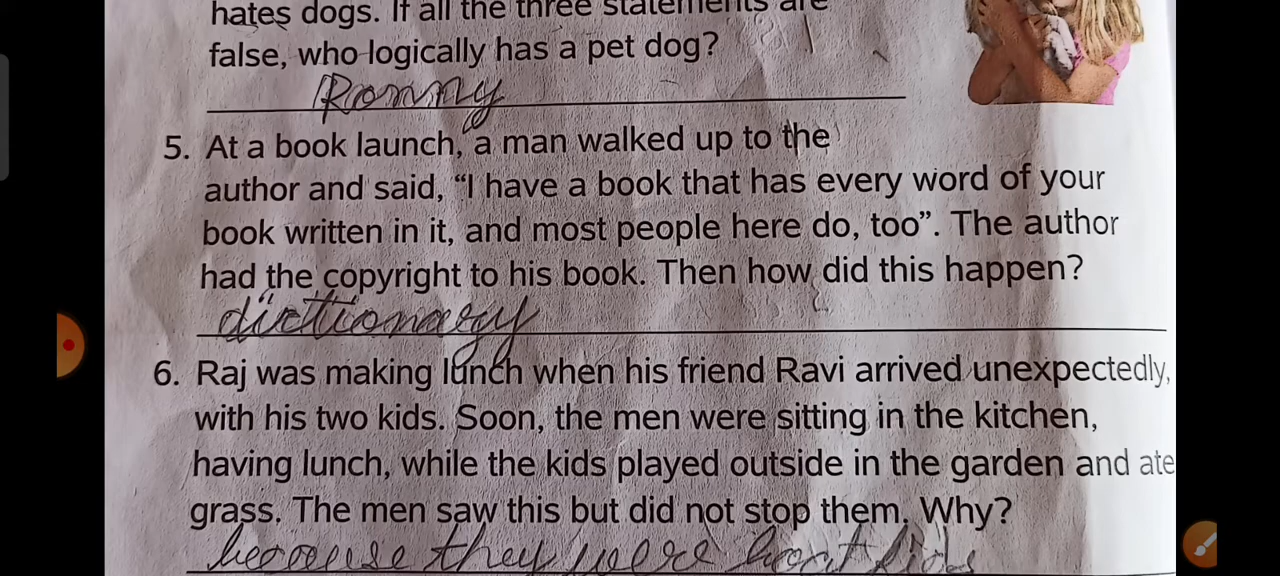 hates dogs. If all the three statements are
false, who logically has a pet dog?
Ronny
5. At a book launch, a man walked up to the
author and said, “I have a book that has every word of your
book written in it, and most people here do, too”. The author
had the copyright to his book. Then how did this happen?
dictionary
6. Raj was making lunch when his friend Ravi arrived unexpectedly,
with his two kids. Soon, the men were sitting in the kitchen,
having lunch, while the kids played outside in the garden and ate
grass. The men saw this but did not stop them. Why?
because they were kids